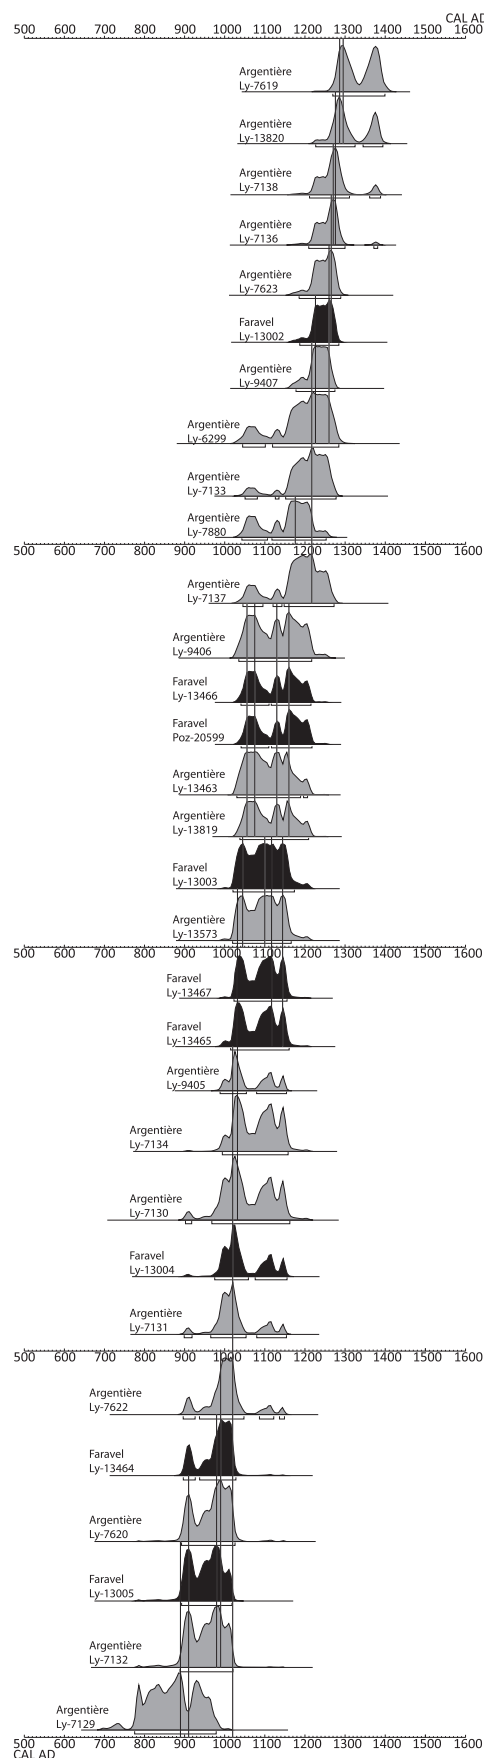 CAL AD
500 600 700 800 900 1000 1100 1200 1300 1400 1500 1600
Argentière
Ly-7619
Argentière
Ly-13820
Argentière
Ly-7138
Argentière
Ly-7136
Argentière
Ly-7623
Faravel
Ly-13002
Argentière
Ly-9407
Argentière
Ly-6299
Argentière
Ly-7133
Argentière
Ly-7880
500 600 700 800 900 1000 1100 1200 1300 1400 1500 1600
Argentière
Ly-7137
Argentière
Ly-9406
Faravel
Ly-13466
Faravel
Poz-20599
Argentière
Ly-13463
Argentière
Ly-13819
Faravel
Ly-13003
Argentière
Ly-13573
500 600 700 800 900 1000 1100 1200 1300 1400 1500 1600
Faravel
Ly-13467
Faravel
Ly-13465
Argentière
Ly-9405
Argentière
Ly-7134
Argentière
Ly-7130
Faravel
Ly-13004
Argentière
Ly-7131
500 600 700 800 900 1000 1100 1200 1300 1400 1500 1600
Argentière
Ly-7622
Faravel
Ly-13464
Argentière
Ly-7620
Faravel
Ly-13005
Argentière
Ly-7132
Argentière
Ly-7129
500 600 700 800 900 1000 1100 1200 1300 1400 1500 1600
CAL AD